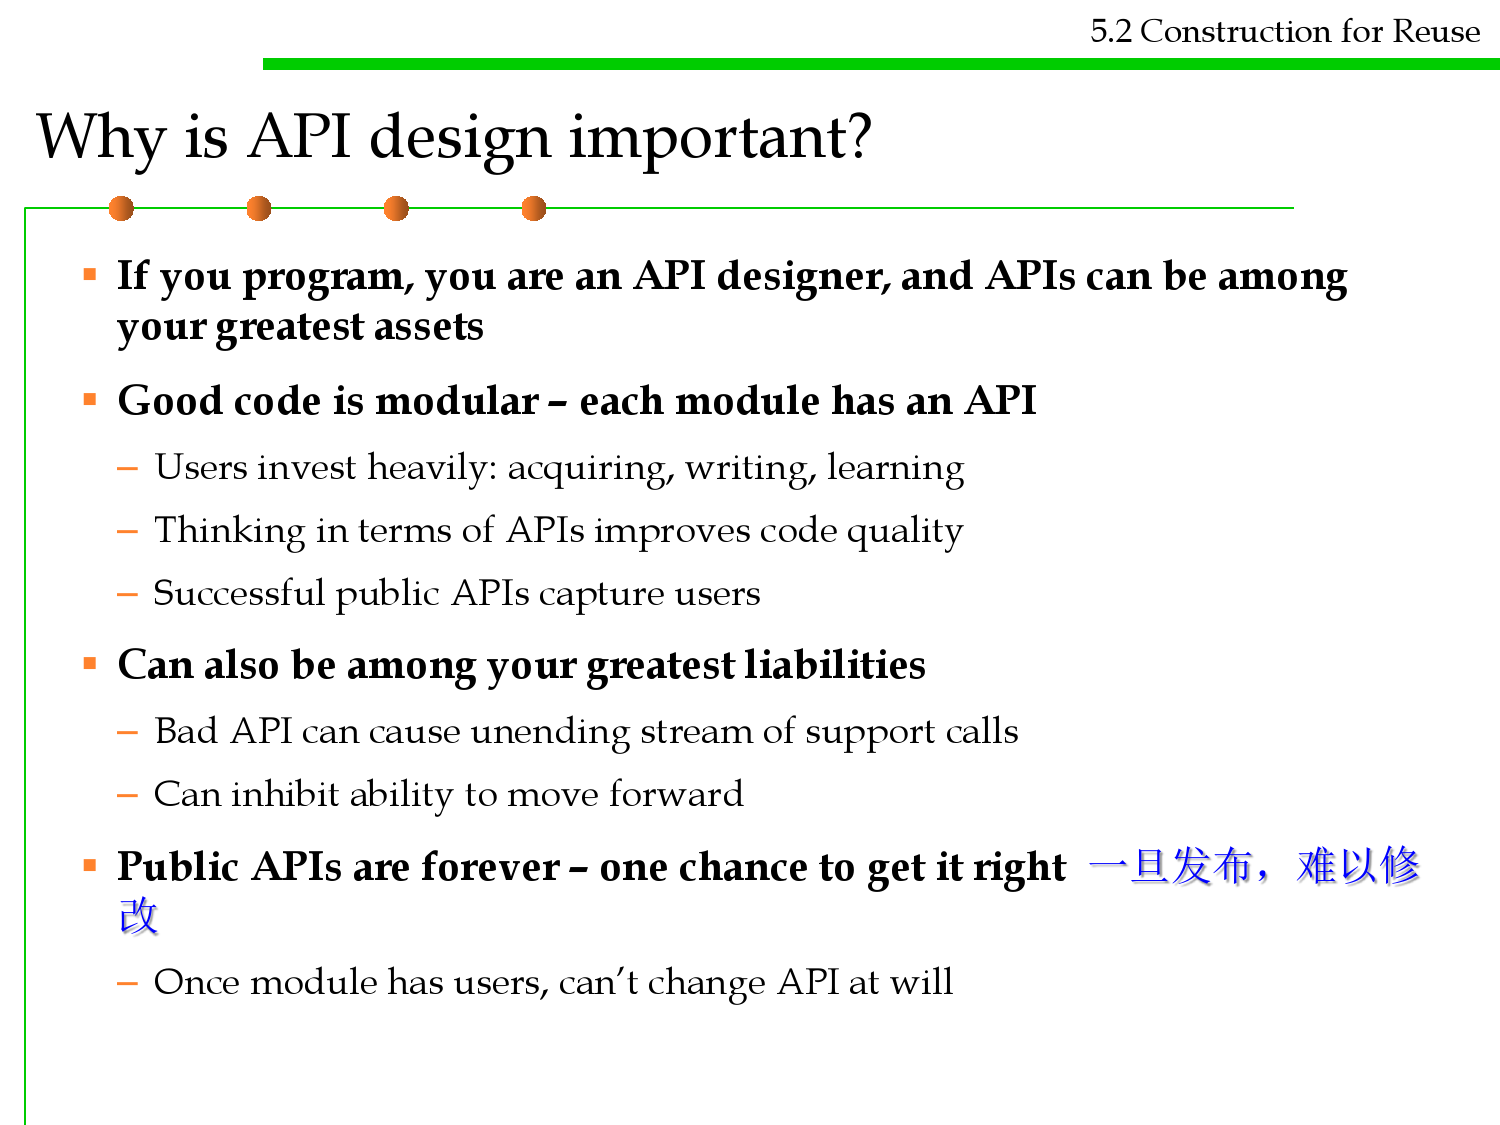 5.2 Construction for Reuse
Why is API design important?
▪ If you program, you are an API designer, and APIs can be among
your greatest assets
▪ Good code is modular – each module has an API
– Users invest heavily: acquiring, writing, learning
– Thinking in terms of APIs improves code quality
– Successful public APIs capture users
▪ Can also be among your greatest liabilities
– Bad API can cause unending stream of support calls
– Can inhibit ability to move forward
▪ Public APIs are forever – one chance to get it right 一旦发布，难以修
改
– Once module has users, can’t change API at will